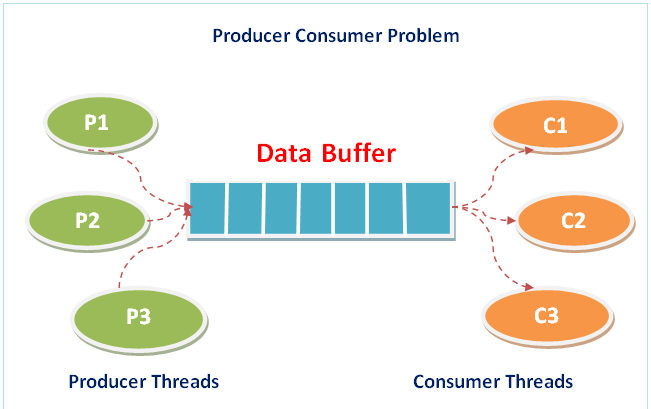 Producer Consumer Problem
P1
C1
Data Buffer
P2
C2
P3
C3
Producer Threads
Consumer Threads